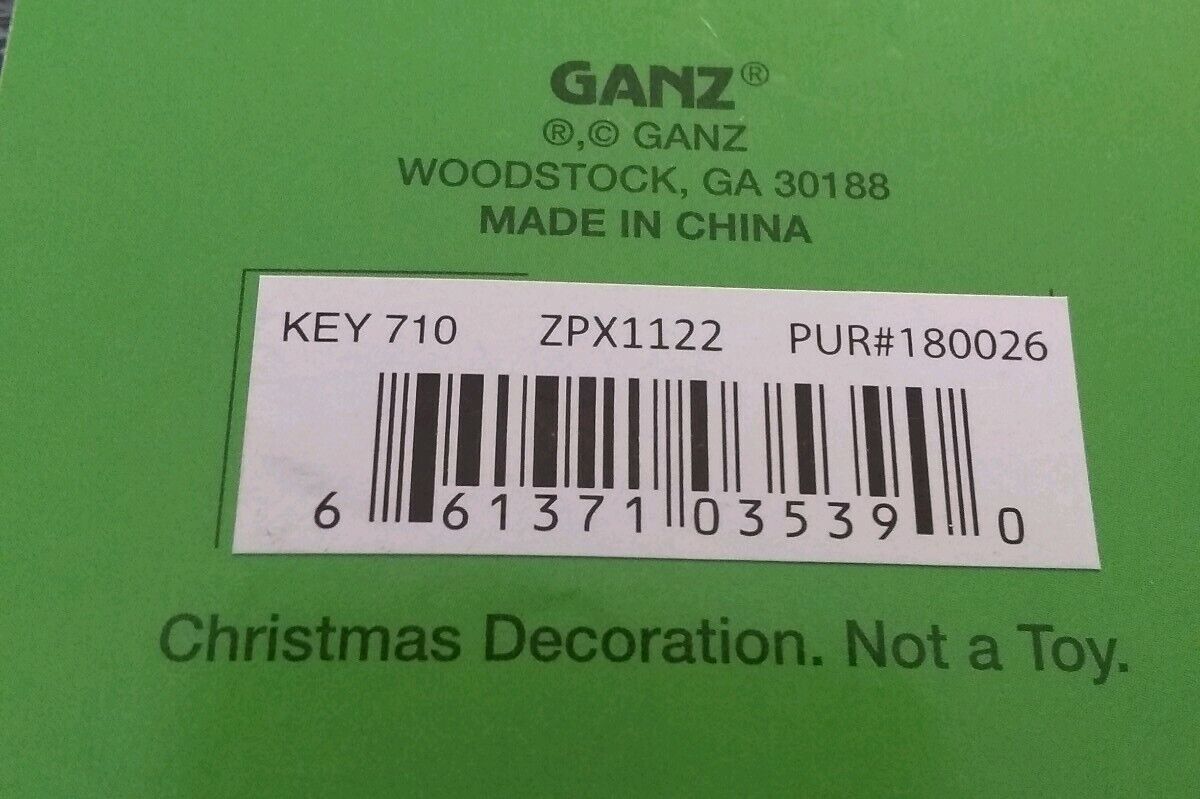 GANZ®
®,© GANZ
WOODSTOCK, GA 30188
MADE IN CHINA
KEY 710 ZPX1122 PUR#180026
6 61371 03539 0
Christmas Decoration. Not a Toy.